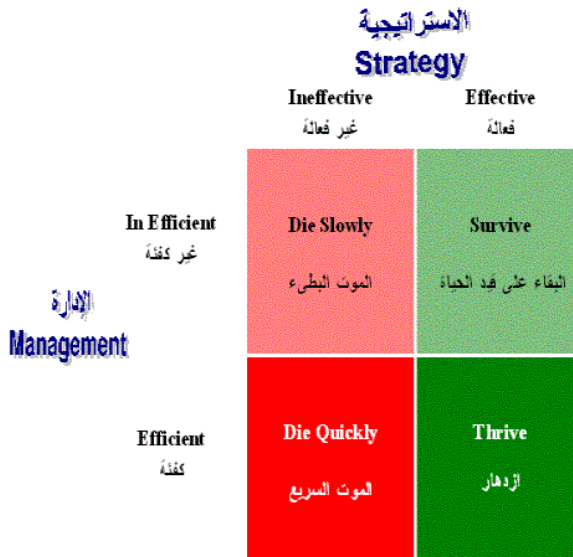 الاستراتيجية
Strategy
Ineffective Effective
غير فعالة فعالة
In Efficient Die Slowly Survive
غير كفئة
الموت البطىء البقاء على قيد الحياة
الإدارة
Management
Efficient Die Quickly Thrive
كفئة
الموت السريع ازدهار